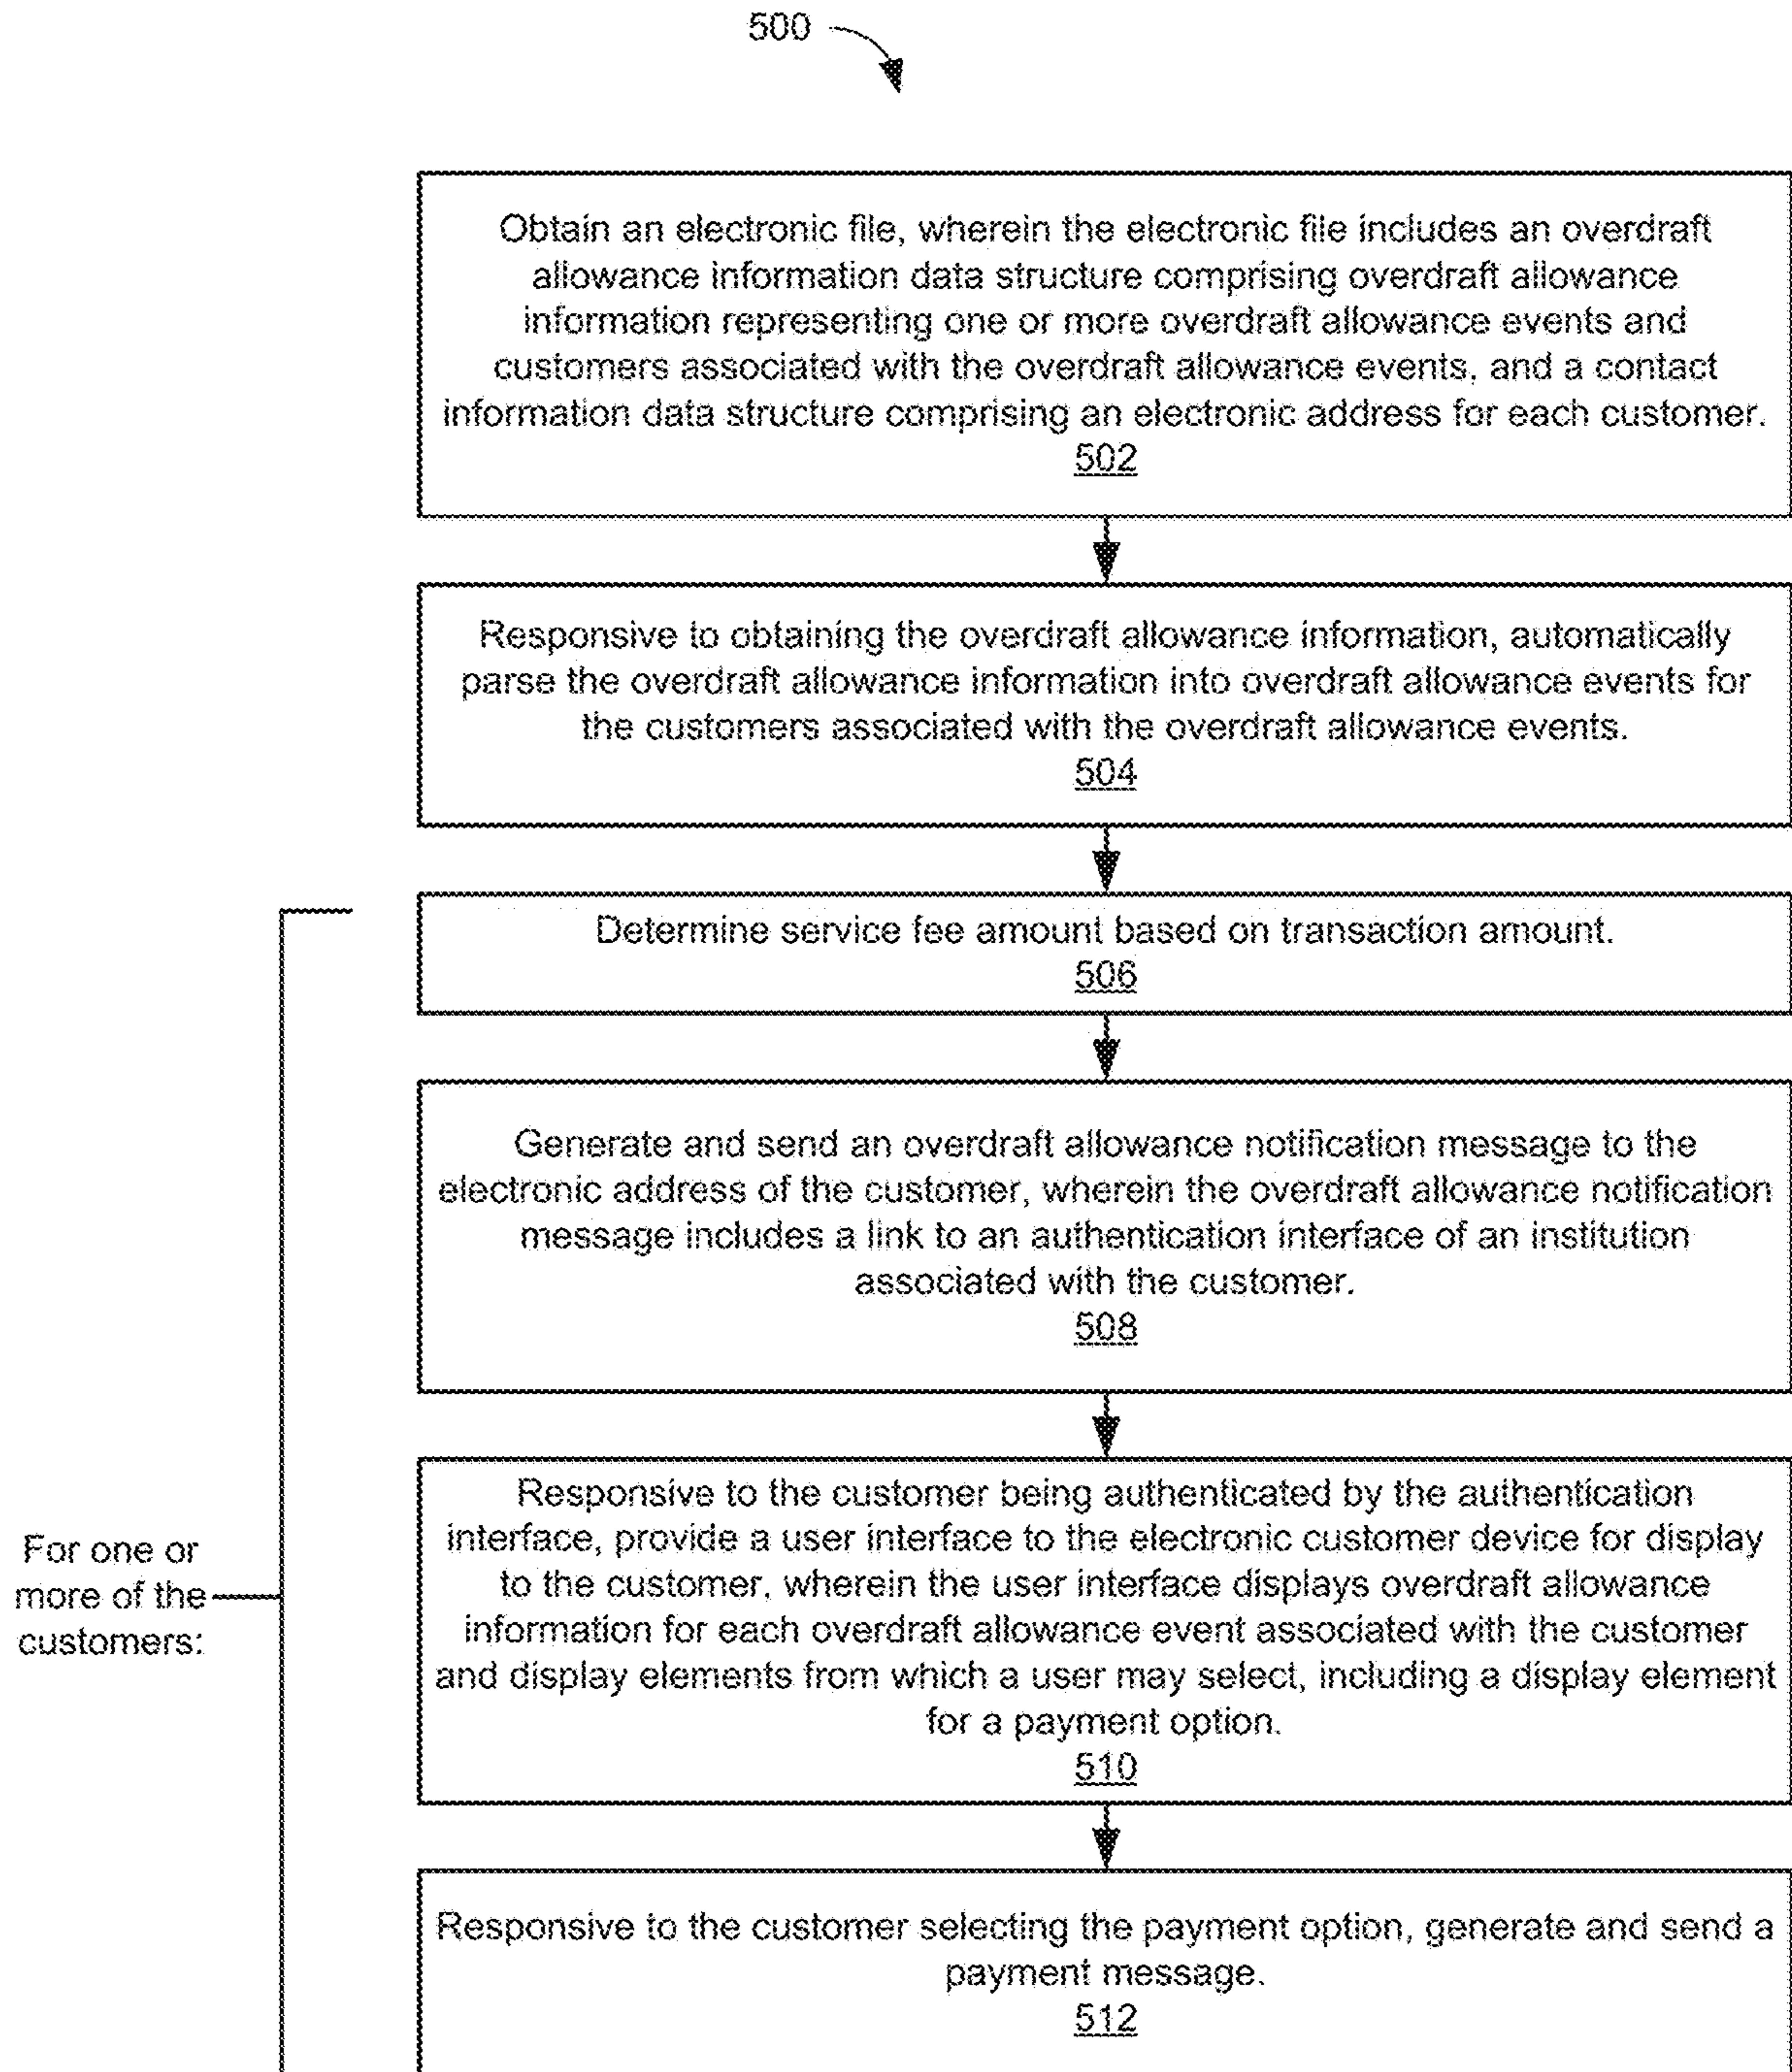 500
Obtain an electronic file, wherein the electronic file includes an overdraft
allowance information data structure comprising overdraft allowance
information representing one or more overdraft allowance events and
customers associated with the overdraft allowance events, and a contact
information data structure comprising an electronic address for each customer.
502
Responsive to obtaining the overdraft allowance information, automatically
parse the overdraft allowance information into overdraft allowance events for
the customers associated with the overdraft allowance events.
504
Determine service fee amount based on transaction amount.
506
Generate and send an overdraft allowance notification message to the
electronic address of the customer, wherein the overdraft allowance notification
message includes a link to an authentication interface of an institution
associated with the customer.
508
For one or
more of the
customers:
Responsive to the customer being authenticated by the authentication
interface, provide a user interface to the electronic customer device for display
to the customer, wherein the user interface displays overdraft allowance
information for each overdraft allowance event associated with the customer
and display elements from which a user may select, including a display element
for a payment option.
510
Responsive to the customer selecting the payment option, generate and send a
payment message.
512